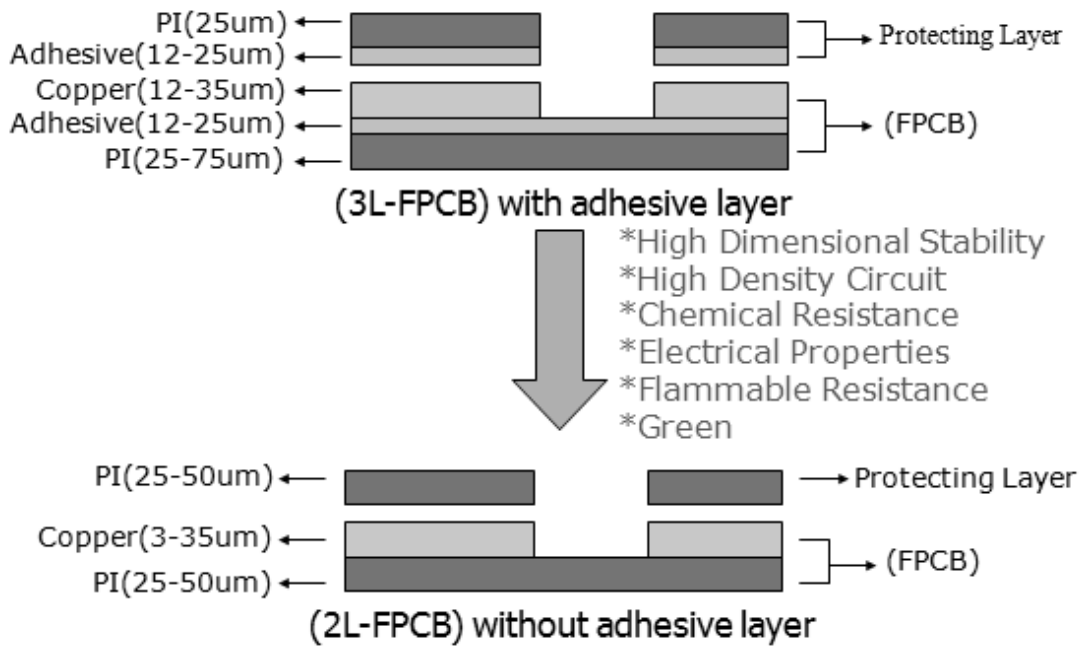 PI(25um)
Protecting Layer
Adhesive(12-25um)
Copper(12-35um)
Adhesive(12-25um)
(FPCB)
PI(25-75um)
(3L-FPCB) with adhesive layer
*High Dimensional Stability
*High Density Circuit
*Chemical Resistance
*Electrical Properties
*Flammable Resistance
*Green
PI(25-50um)
Protecting Layer
Copper(3-35um)
(FPCB)
PI(25-50um)
(2L-FPCB) without adhesive layer